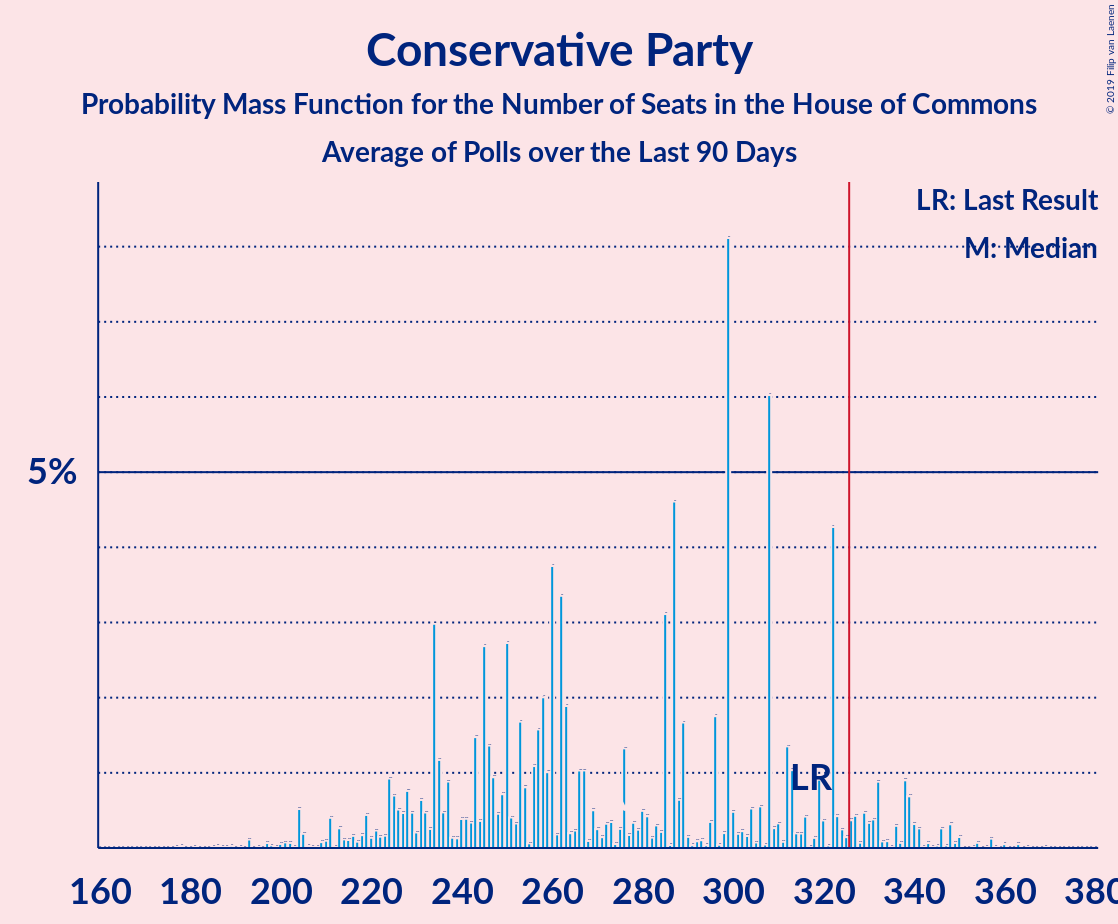 Conservative Party
Probability Mass Function for the Number of Seats in the House of Commons
Average of Polls over the Last 90 Days
© 2019 Filip van Laenen
LR: Last Result
M: Median
5%
LR
160 180 200 220 240 260 280 300 320 340 360 380